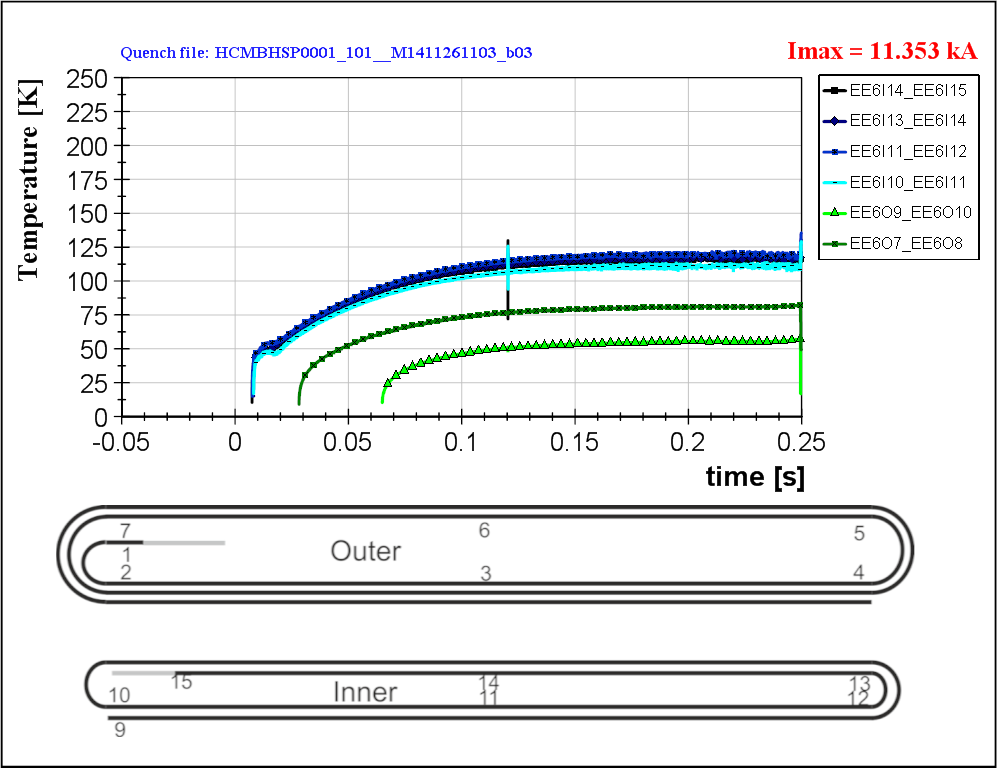 Quench file: HCMBHSP0001_101__M1411261103_b03
Imax = 11.353 kA
Temperature [K]
250
225
200
175
150
125
100
75
50
25
0
-0.05 0 0.05 0.1 0.15 0.2 0.25
time [s]
EE6I14_EE6I15
EE6I13_EE6I14
EE6I11_EE6I12
EE6I10_EE6I11
EE6O9_EE6O10
EE6O7_EE6O8
7 6 5
1 Outer
2 3 4
15 14 13
10 Inner 11 12
9